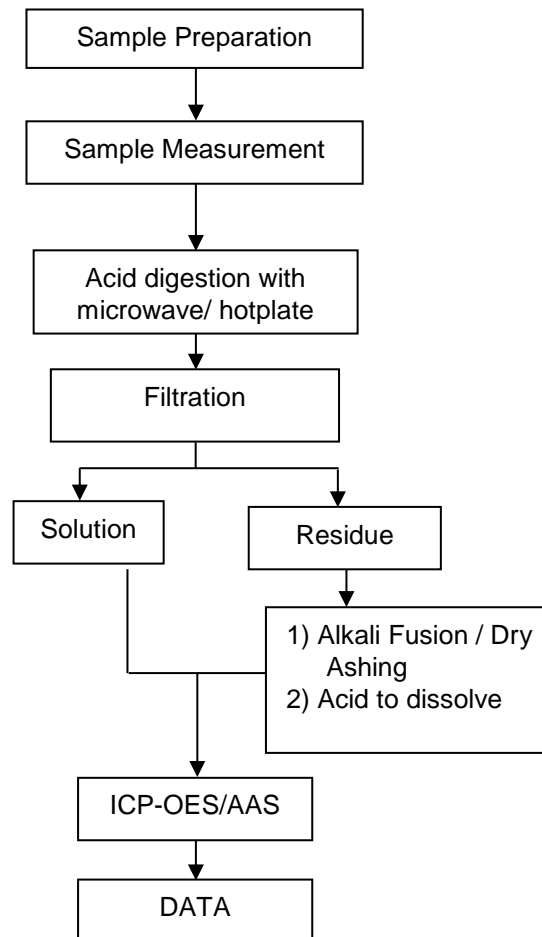 Sample Preparation
Sample Measurement
Acid digestion with
microwave/ hotplate
Filtration
Solution
Residue
1) Alkali Fusion / Dry
Ashing
2) Acid to dissolve
ICP-OES/AAS
DATA